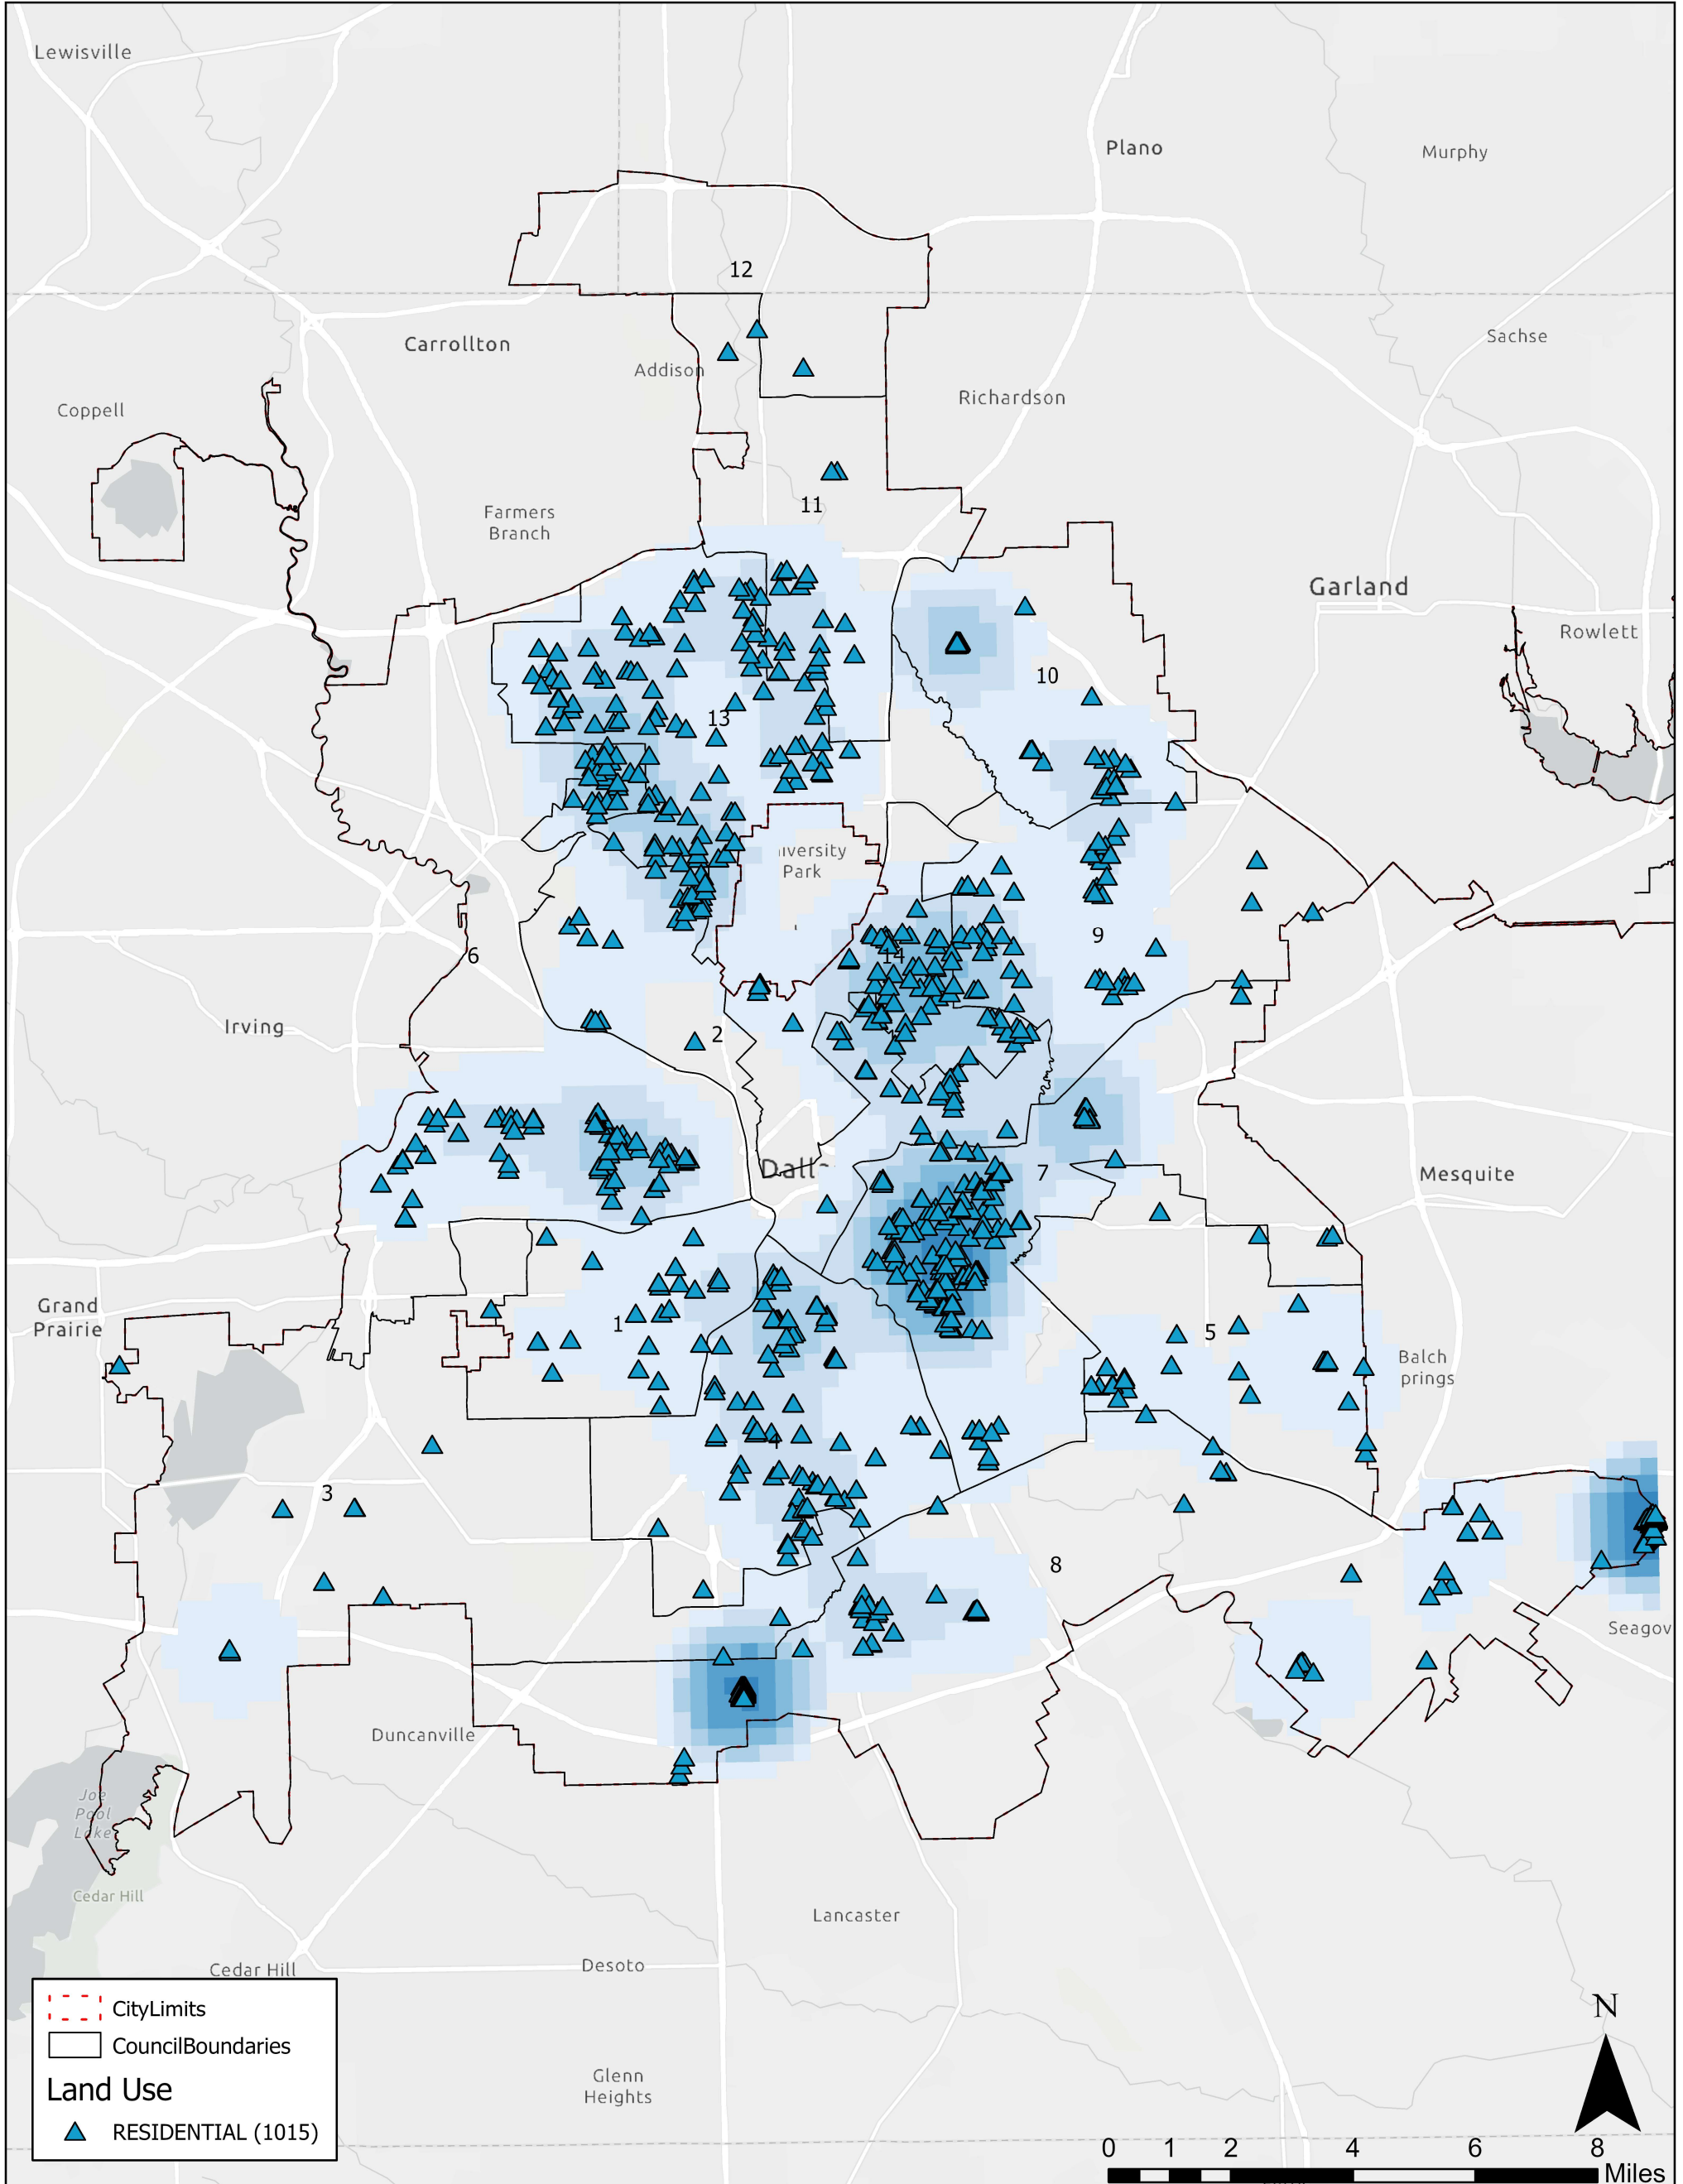 Lewisville
Plano
Murphy
12
Carrollton
Addison
Sachse
Coppell
Richardson
11
Farmers
Branch
Garland
Rowlett
10
13
University
Park
9
14
6
Irving
2
Dallas
7
Mesquite
Grand
Prairie
1
5
Balch
prings
4
3
8
Seagov
Duncanville
Joe
Pool
Lake
Cedar Hill
Lancaster
Cedar Hill
Desoto
Glenn
Heights
CityLimits
CouncilBoundaries
Land Use
RESIDENTIAL (1015)
N
0 1 2 4 6 8
Miles